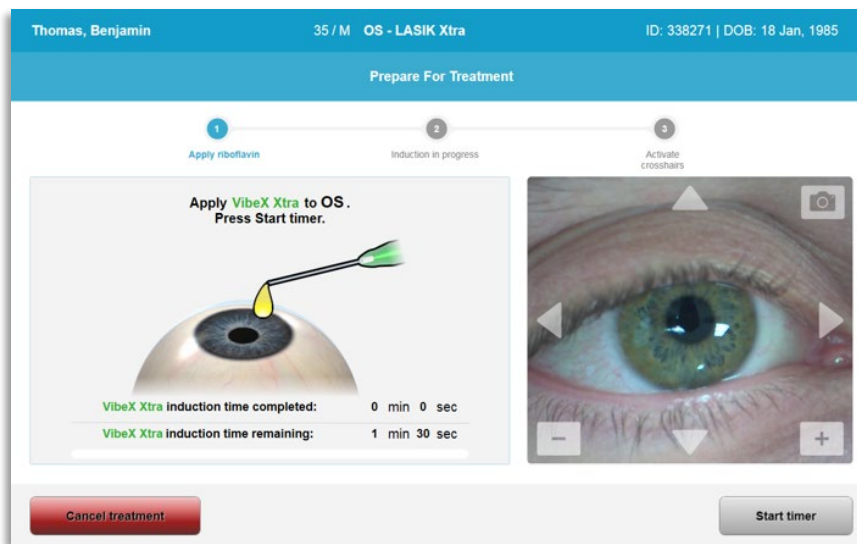 Thomas, Benjamin 35 / M OS - LASIK Xtra ID: 338271 | DOB: 18 Jan, 1985
Prepare For Treatment
1 2 3
Apply riboflavin Induction in progress Activate
crosshairs
Apply VibeX Xtra to OS.
Press Start timer.
VibeX Xtra induction time completed: 0 min 0 sec
VibeX Xtra induction time remaining: 1 min 30 sec
Cancel treatment Start timer